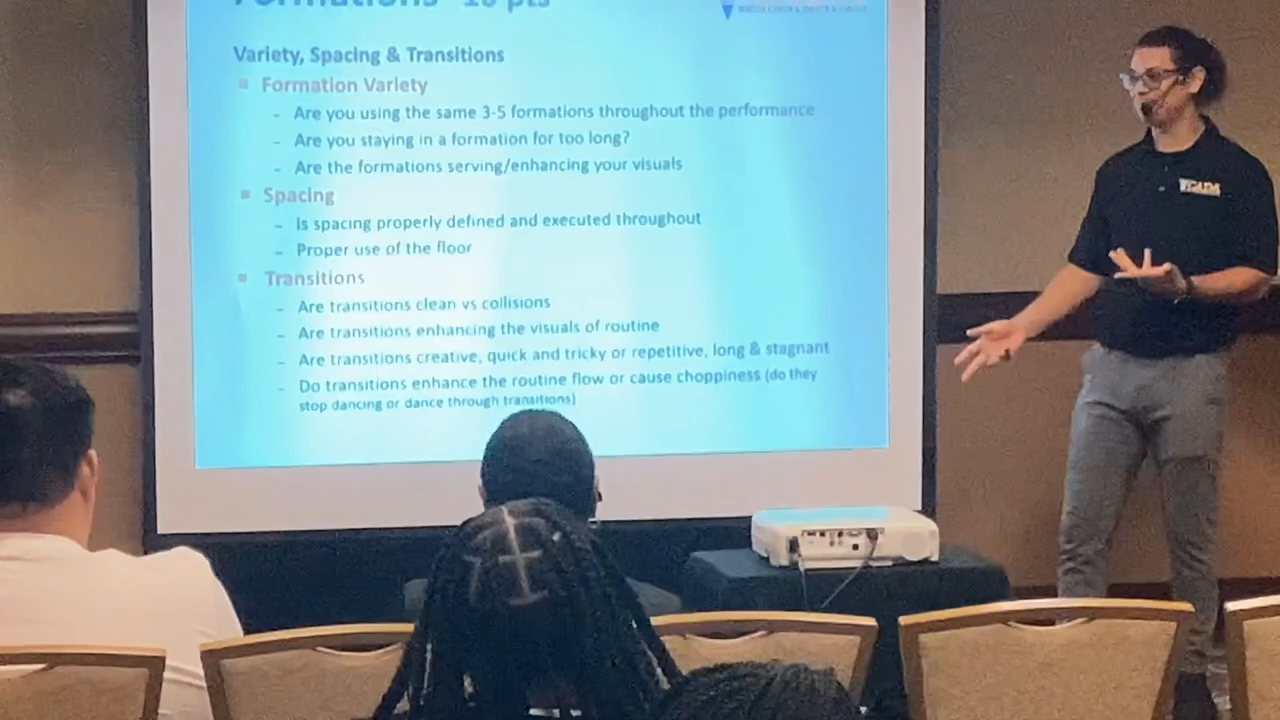 Formations 10 pts
Variety, Spacing & Transitions
Formation Variety
- Are you using the same 3-5 formations throughout the performance
- Are you staying in a formation for too long?
- Are the formations serving/enhancing your visuals
Spacing
- Is spacing properly defined and executed throughout
- Proper use of the floor
Transitions
- Are transitions clean vs collisions
- Are transitions enhancing the visuals of routine
- Are transitions creative, quick and tricky or repetitive, long & stagnant
- Do transitions enhance the routine flow or cause choppiness (do they
stop dancing or dance through transitions)